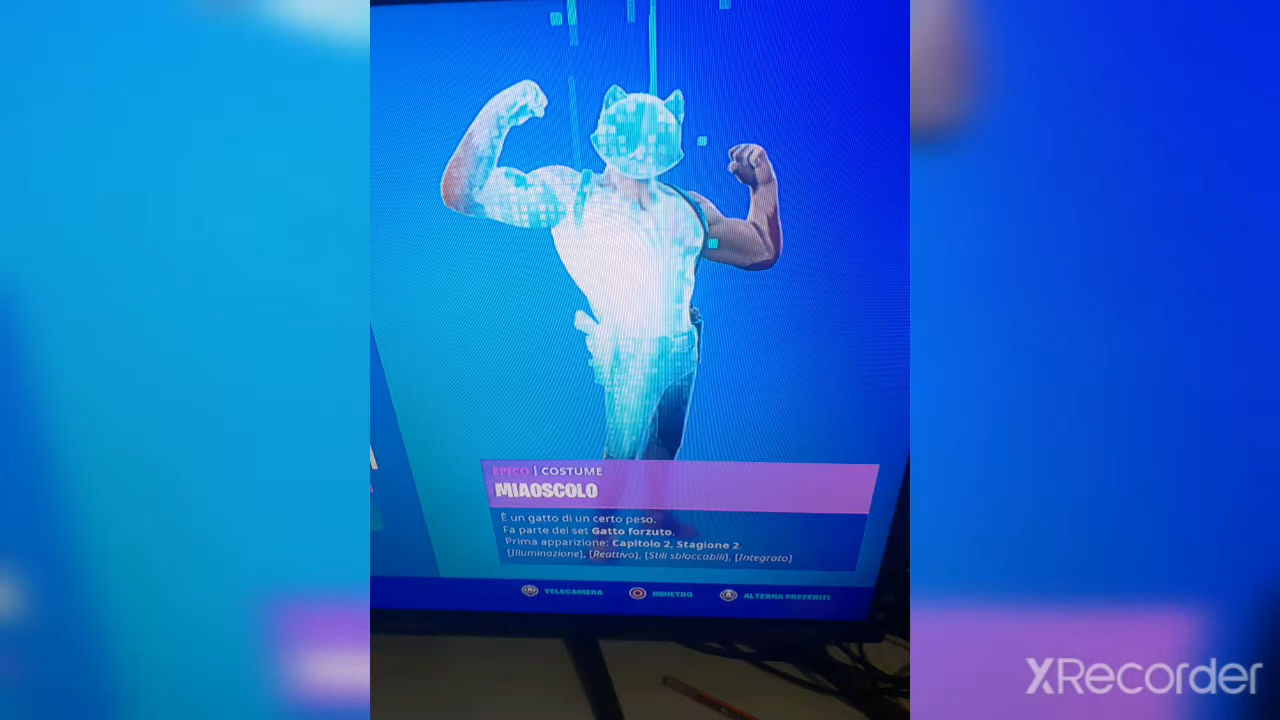 EPICO | COSTUME
MIAOSCOLO
È un gatto di un certo peso.
Fa parte del set Gatto forzuto.
Prima apparizione: Capitolo 2, Stagione 2.
[Illuminazione], [Reattivo], [Stili sbloccabili], [Integrato]
TELECAMERA INDIETRO ALTERNA PREFERITI
XRecorder